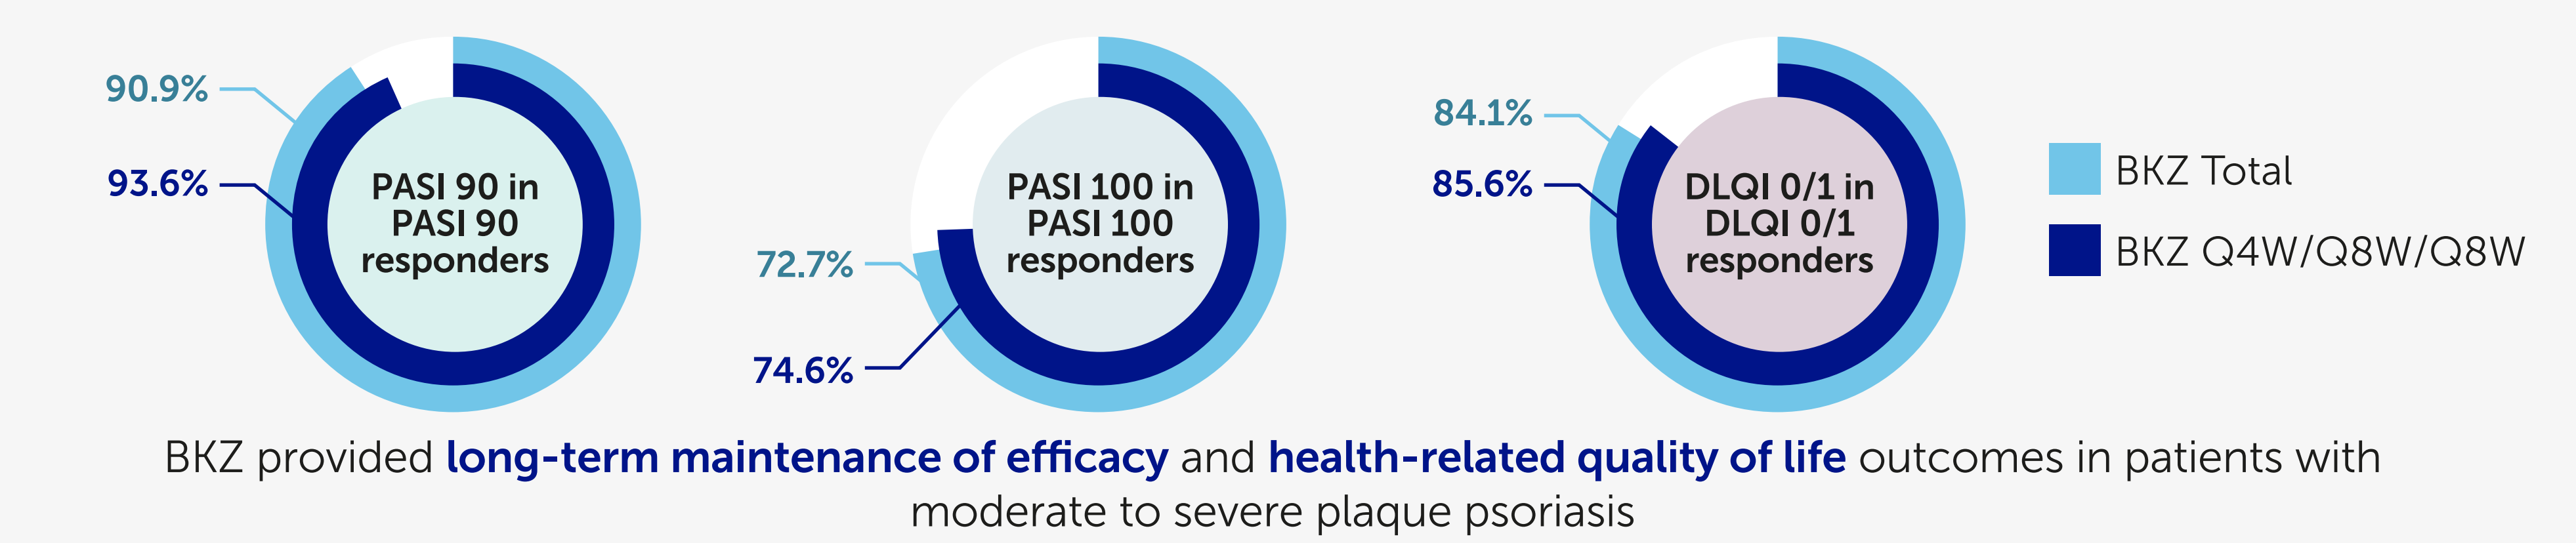 90.9%
93.6%
PASI 90 in
PASI 90
responders
72.7%
74.6%
PASI 100 in
PASI 100
responders
84.1%
85.6%
DLQI 0/1 in
DLQI 0/1
responders
BKZ Total
BKZ Q4W/Q8W/Q8W
BKZ provided long-term maintenance of efficacy and health-related quality of life outcomes in patients with
moderate to severe plaque psoriasis